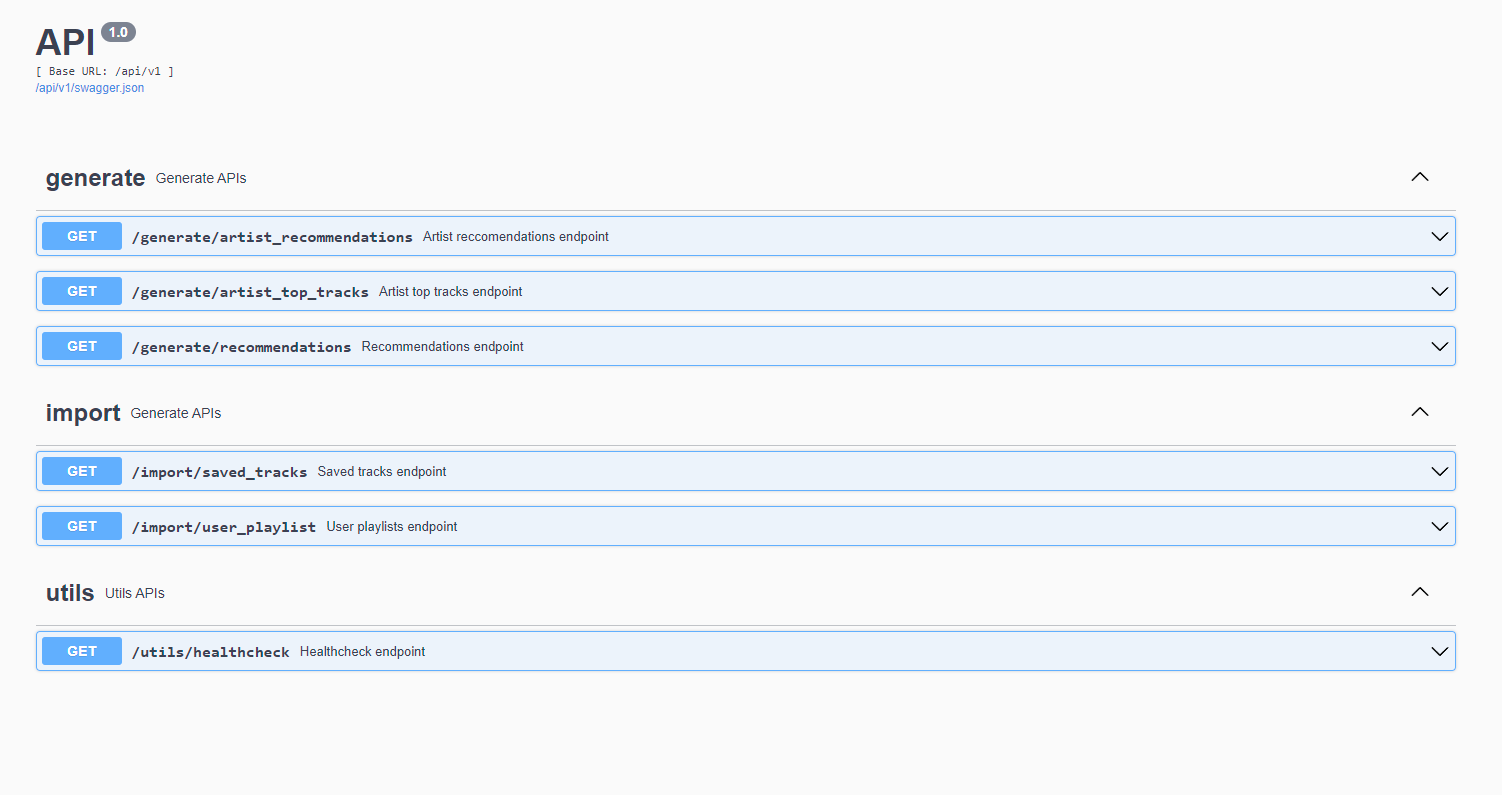 API 1.0
[ Base URL: /api/v1 ]
/api/v1/swagger.json
generate Generate APIs
GET /generate/artist_recommendations Artist reccomendations endpoint
GET /generate/artist_top_tracks Artist top tracks endpoint
GET /generate/recommendations Recommendations endpoint
import Generate APIs
GET /import/saved_tracks Saved tracks endpoint
GET /import/user_playlist User playlists endpoint
utils Utils APIs
GET /utils/healthcheck Healthcheck endpoint